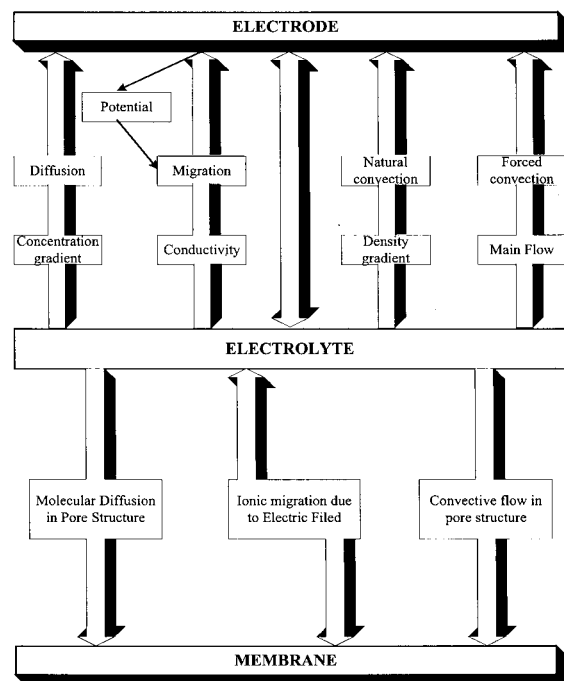 ELECTRODE
Potential
Diffusion
Migration
Natural
convection
Forced
convection
Concentration
gradient
Conductivity
Density
gradient
Main Flow
ELECTROLYTE
Molecular Diffusion
in Pore Structure
Ionic migration due
to Electric Filed
Convective flow in
pore structure
MEMBRANE